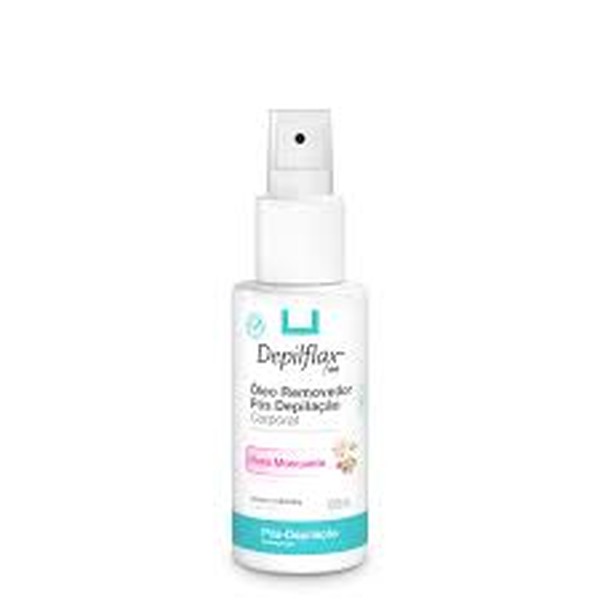 Depilflax
Óleo Removedor
Pós Depilação
Corporal
Rosa Mosqueta
Pós-Depilação